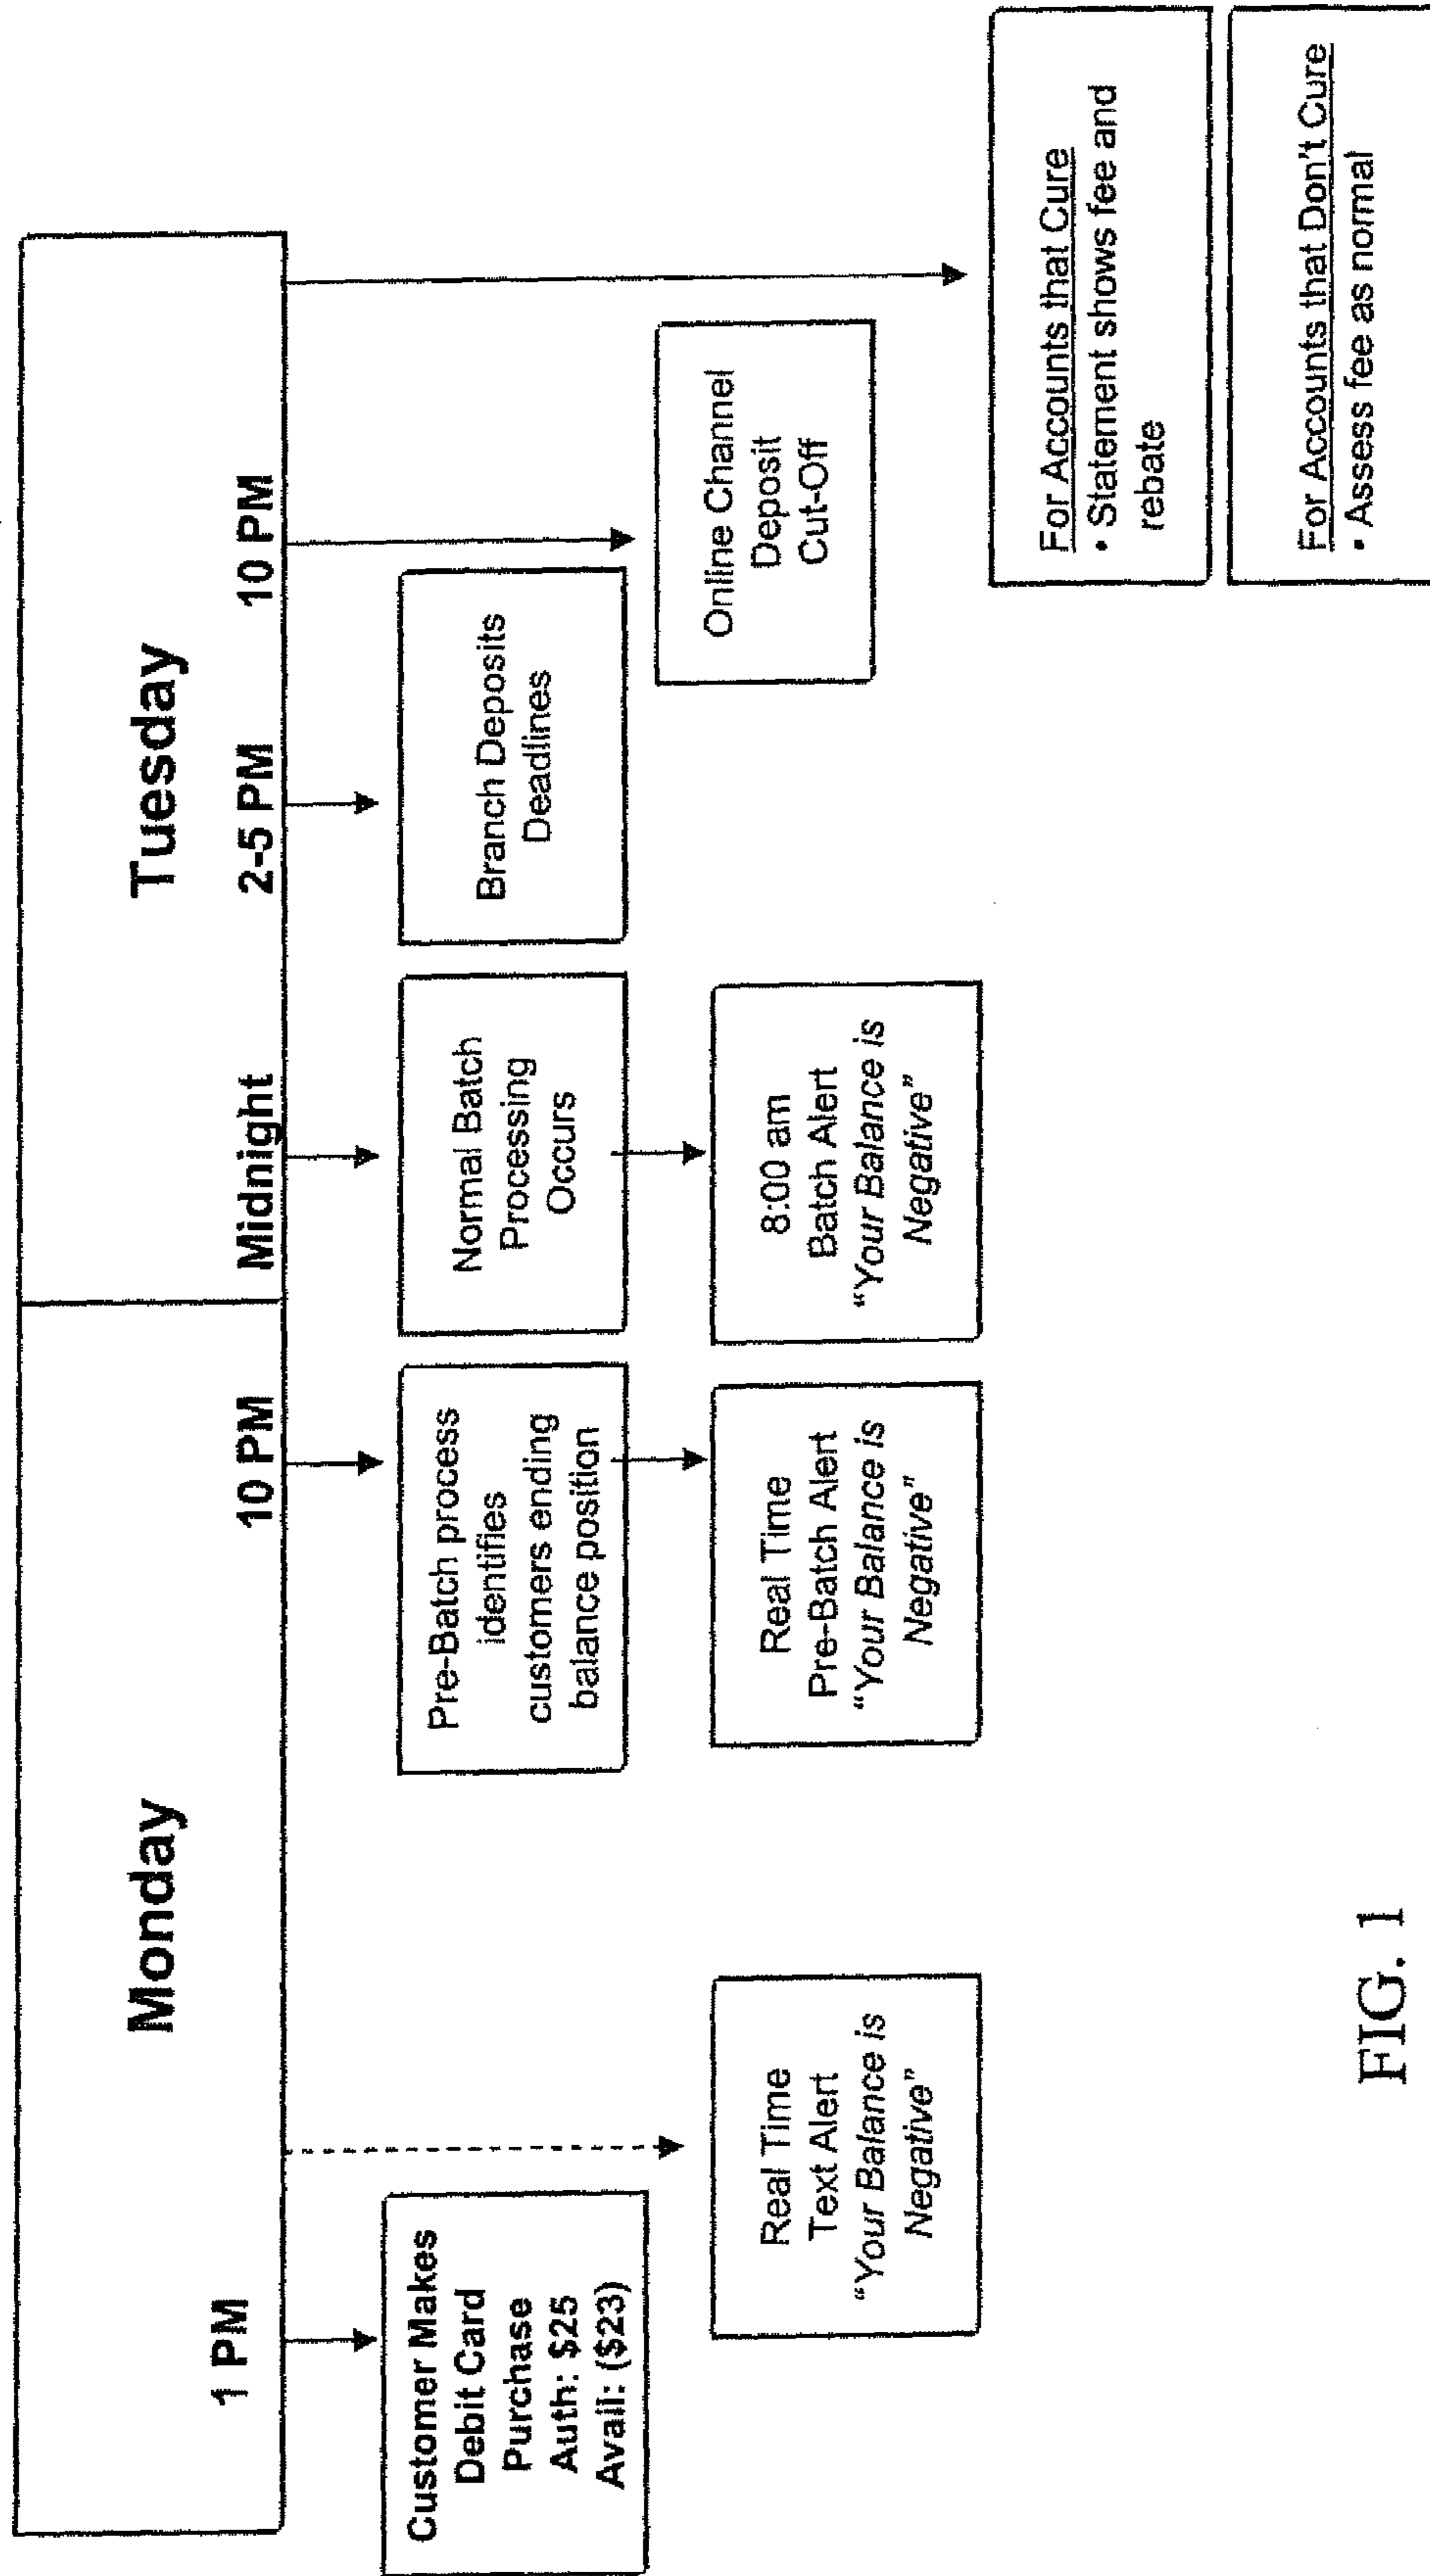 Monday
Tuesday
1 PM
10 PM
Midnight
2-5 PM
10 PM
Customer Makes
Debit Card
Purchase
Auth: $25
Avail: ($23)
Real Time
Text Alert
“Your Balance is
Negative”
Pre-Batch process
identifies
customers ending
balance position
Real Time
Pre-Batch Alert
“Your Balance is
Negative”
Normal Batch
Processing
Occurs
8:00 am
Batch Alert
“Your Balance is
Negative”
Branch Deposits
Deadlines
Online Channel
Deposit
Cut-Off
For Accounts that Cure
• Statement shows fee and
rebate
For Accounts that Don't Cure
• Assess fee as normal
FIG. 1